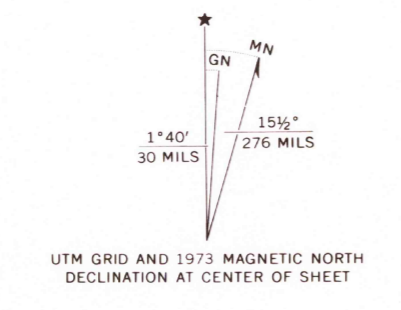 ★
MN
GN
1°40′
30 MILS
15½°
276 MILS
UTM GRID AND 1973 MAGNETIC NORTH
DECLINATION AT CENTER OF SHEET